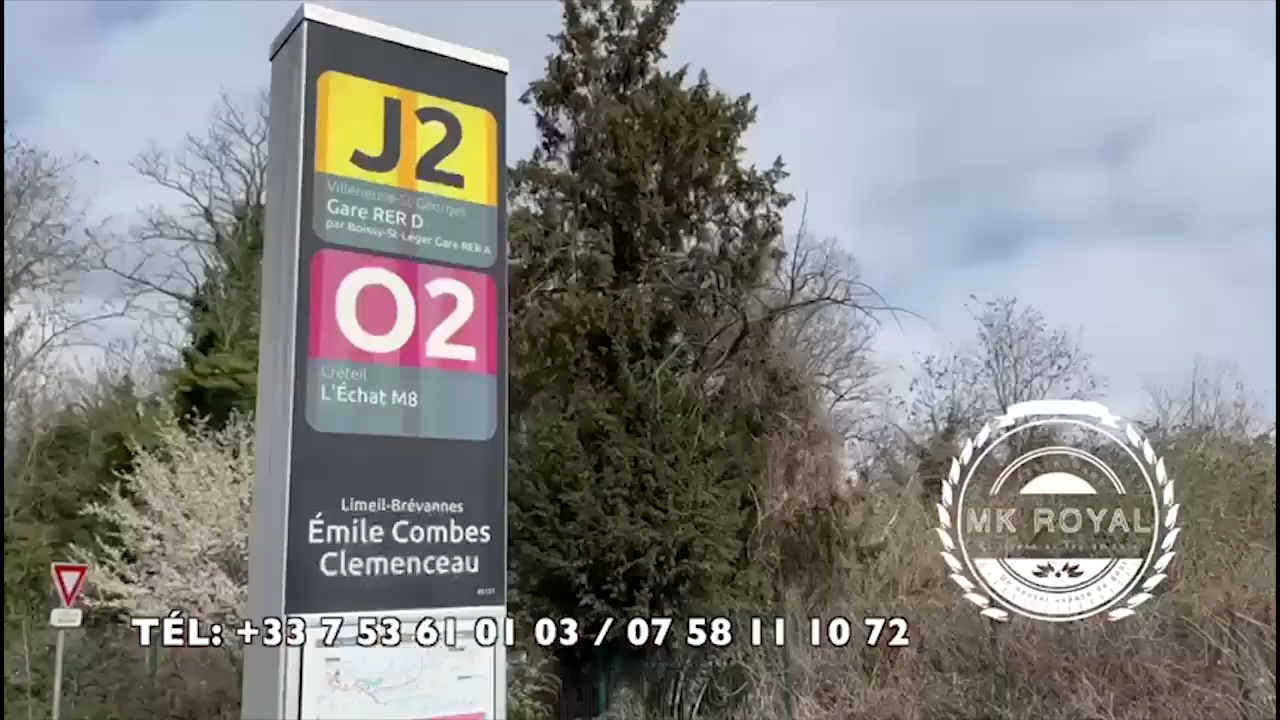 J2
Villeneuve-St-Georges
Gare RER D
par Boissy-St-Léger Gare RER A
O2
Créteil
L'Échat M8
Limeil-Brévannes
Émile Combes
Clemenceau
MK ROYAL
TÉL: +33 7 53 61 01 03 / 07 58 11 10 72